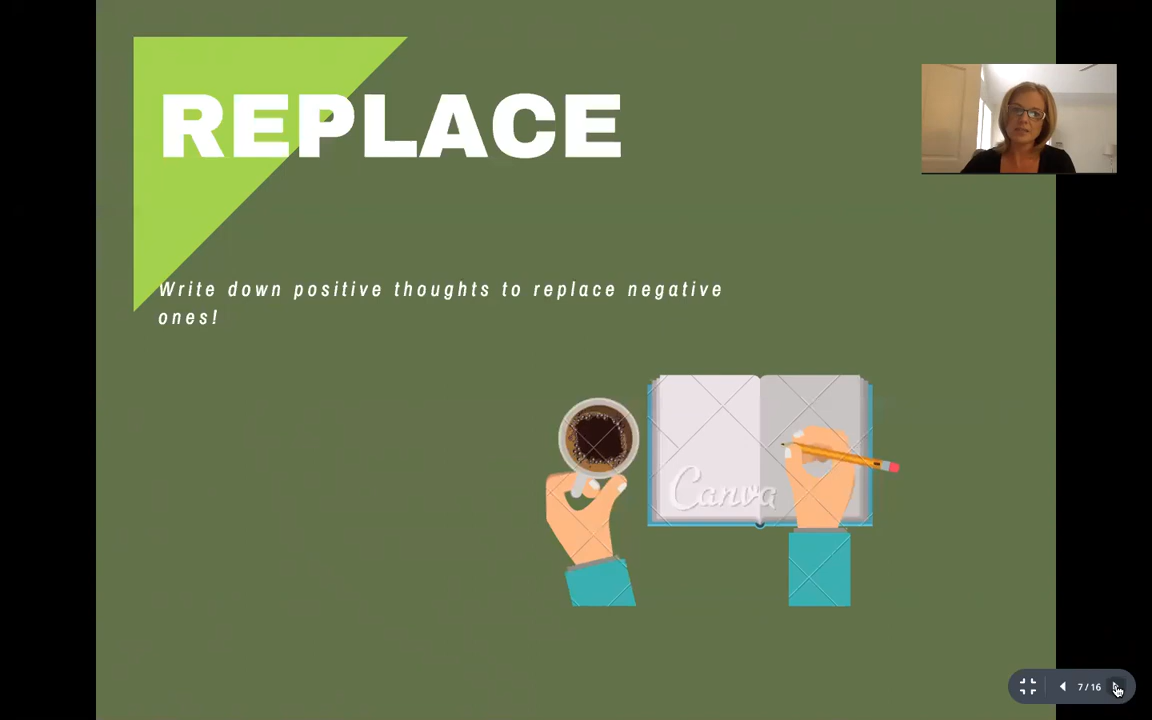 REPLACE
Write down positive thoughts to replace negative
ones!
Canva
7/16